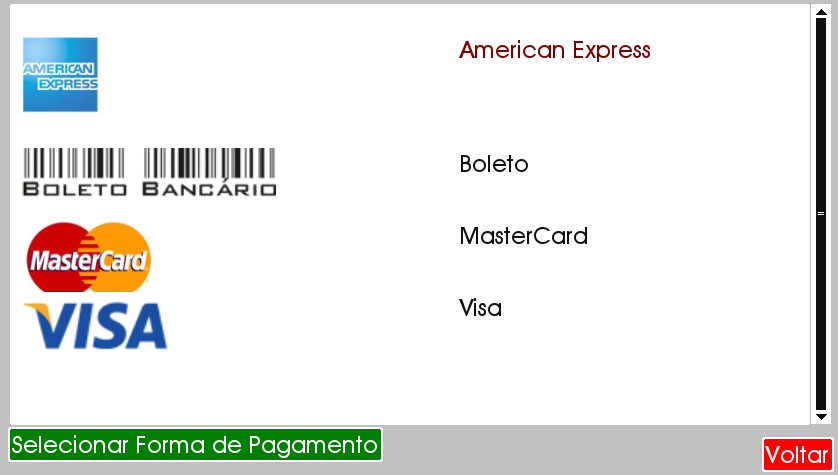 AMERICAN
EXPRESS
American Express
BOLETO BANCÁRIO
Boleto
MasterCard
MasterCard
VISA
Visa
Selecionar Forma de Pagamento
Voltar